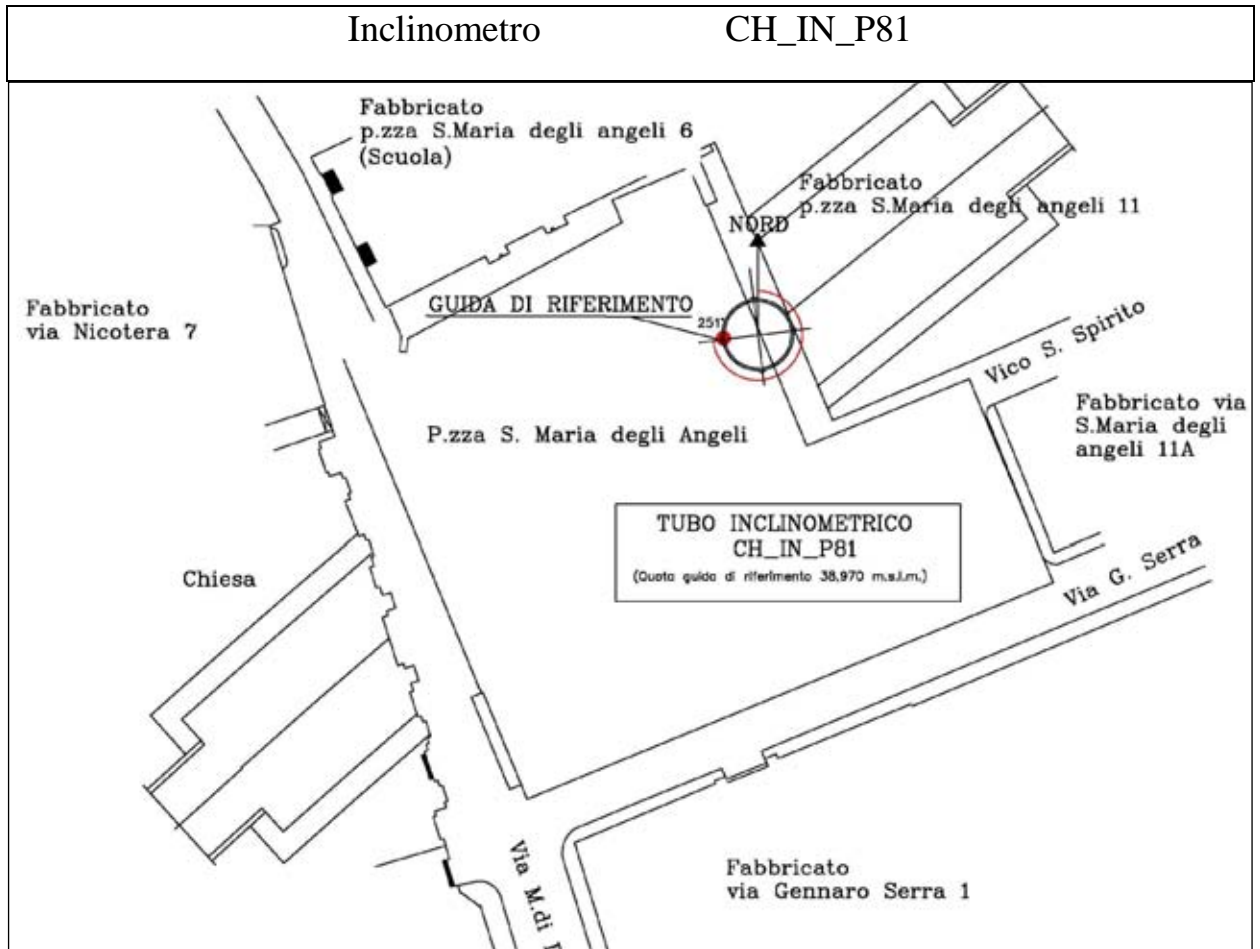 Inclinometro CH_IN_P81
Fabbricato
p.zza S.Maria degli angeli 6
(Scuola)
Fabbricato
p.zza S.Maria degli angeli 11
NORD
Fabbricato
via Nicotera 7
GUIDA DI RIFERIMENTO
Vico S. Spirito
Fabbricato via
S.Maria degli
angeli 11A
P.zza S. Maria degli Angeli
TUBO INCLINOMETRICO
CH_IN_P81
(Quota guida di riferimento 38,970 m.s.l.m.)
Chiesa
Via G. Serra
Via M.di
Fabbricato
via Gennaro Serra 1